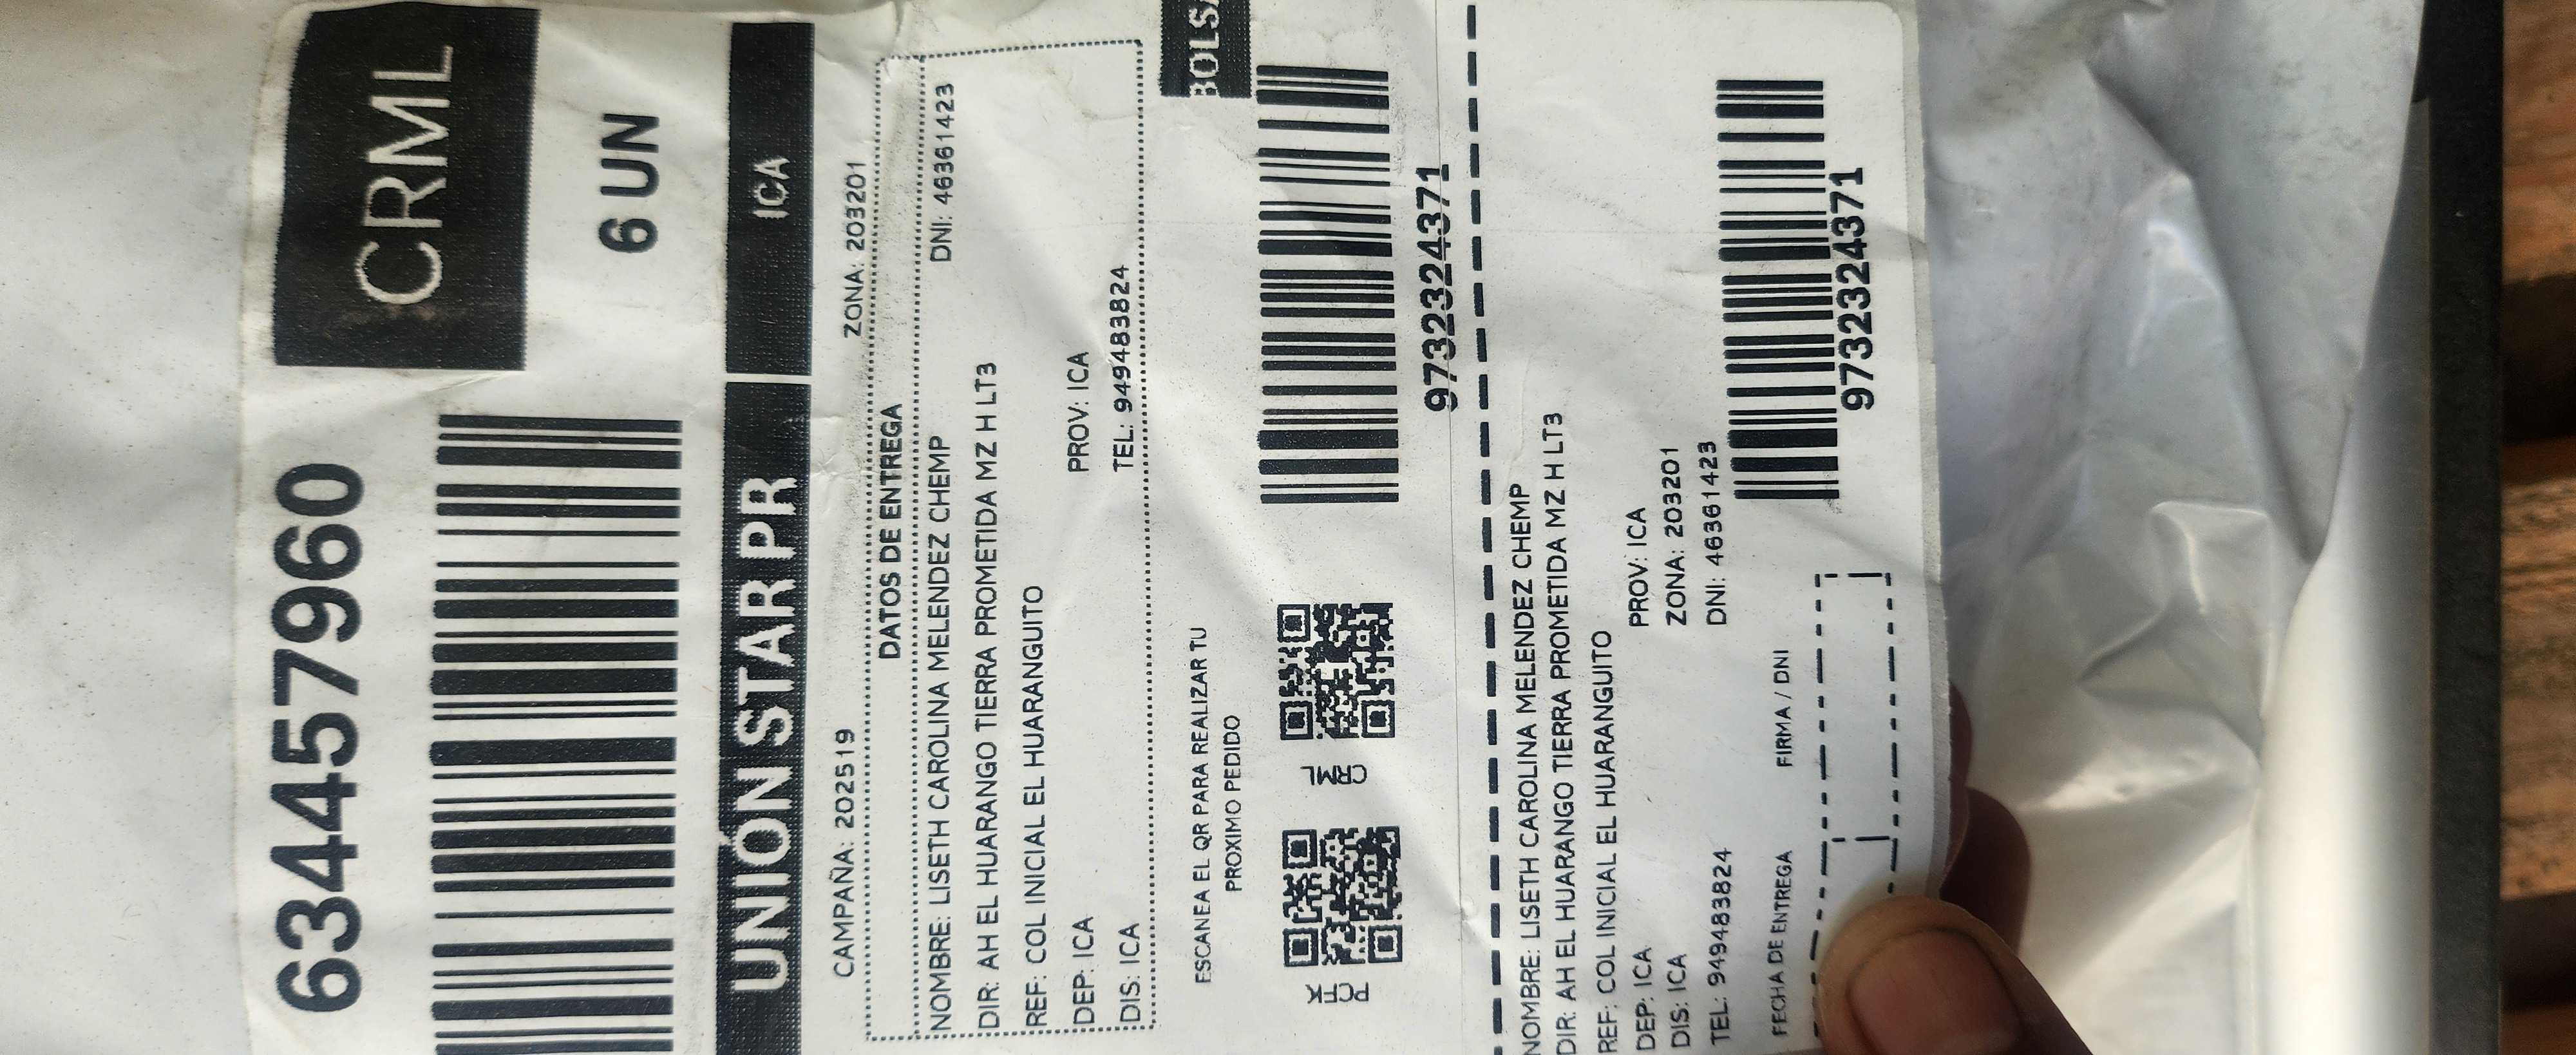 6344457960
CRML
6 UN
UNIÓN STAR PR
ICA
CAMPAÑA: 202519
ZONA: 203201
DATOS DE ENTREGA
NOMBRE: LISETH CAROLINA MELENDEZ CHEMP
DNI: 46361423
DIR: AH EL HUARANGO TIERRA PROMETIDA MZ H LT3
REF: COL INICIAL EL HUARANGUITO
DEP: ICA
PROV: ICA
DIS: ICA
TEL: 949483824
BOLSA
ESCANEA EL QR PARA REALIZAR TU
PROXIMO PEDIDO
PCFK
CRML
9732324371
NOMBRE: LISETH CAROLINA MELENDEZ CHEMP
DIR: AH EL HUARANGO TIERRA PROMETIDA MZ H LT3
REF: COL INICIAL EL HUARANGUITO
DEP: ICA
PROV: ICA
DIS: ICA
ZONA: 203201
TEL: 949483824
DNI: 46361423
FECHA DE ENTREGA
FIRMA / DNI
9732324371